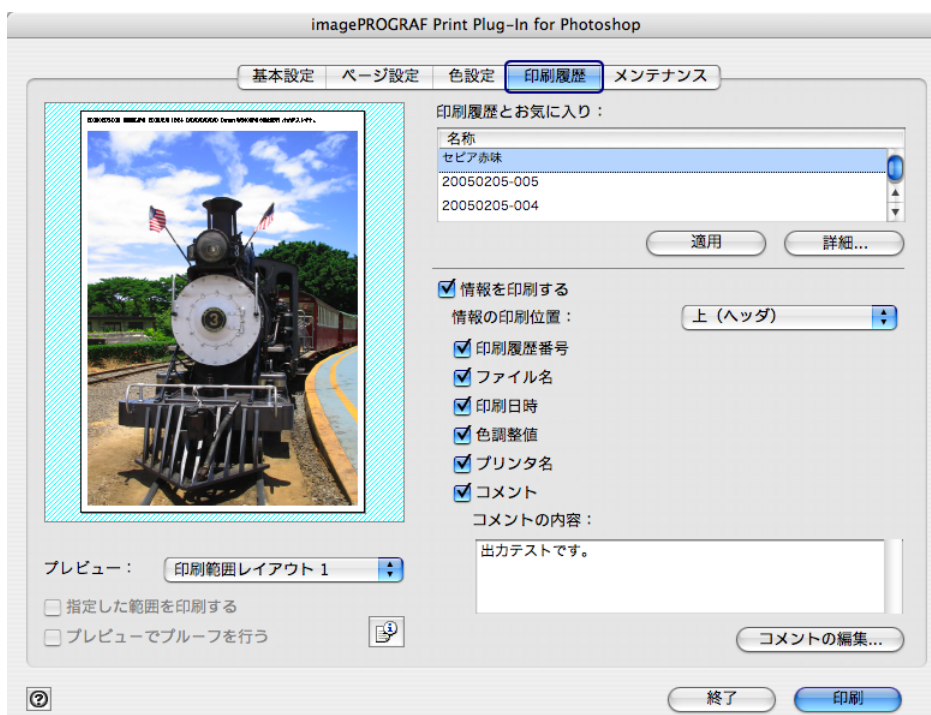 imagePROGRAF Print Plug-In for Photoshop
基本設定 ページ設定 色設定 印刷履歴 メンテナンス
印刷履歴とお気に入り：
名称
セピア赤味
20050205-005
20050205-004
適用 詳細...
情報を印刷する
情報の印刷位置： 上（ヘッダ）
印刷履歴番号
ファイル名
印刷日時
色調整値
プリンタ名
コメント
コメントの内容：
出力テストです。
コメントの編集...
3
プレビュー： 印刷範囲レイアウト 1
指定した範囲を印刷する
プレビューでプルーフを行う
? 終了 印刷